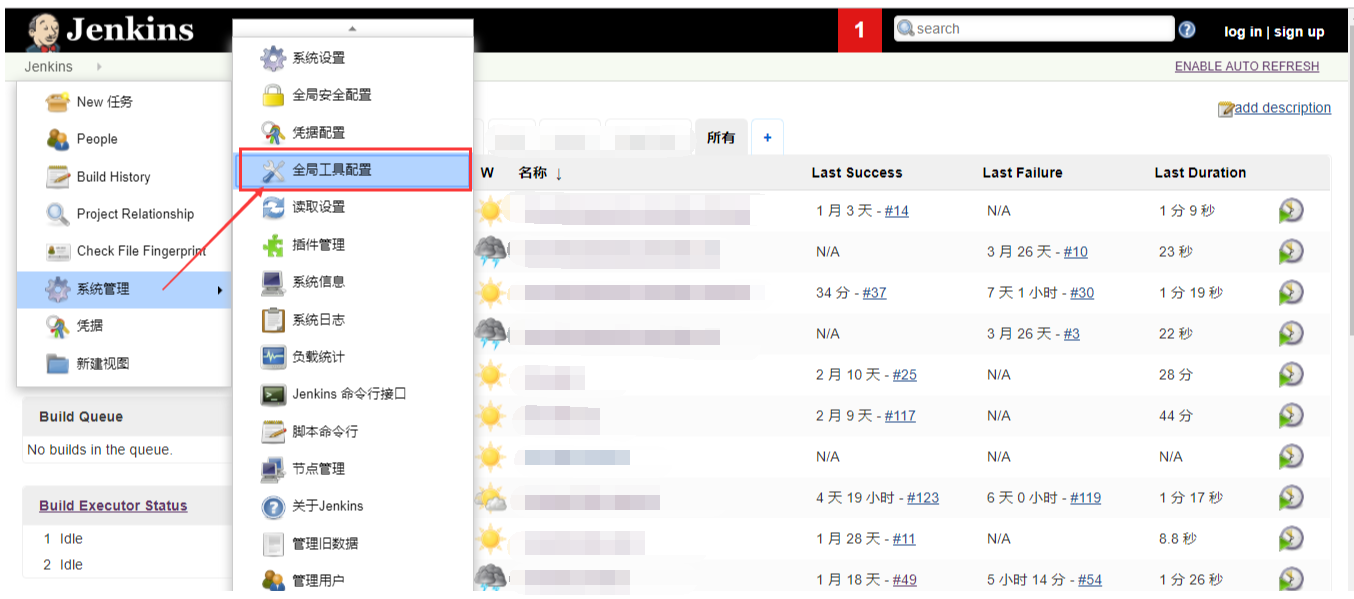 Jenkins
1
search
?
log in | sign up
Jenkins
ENABLE AUTO REFRESH
New 任务
People
Build History
Project Relationship
Check File Fingerprint
系统管理
凭据
新建视图
系统设置
全局安全配置
凭据配置
全局工具配置
读取设置
插件管理
系统信息
系统日志
负载统计
Jenkins 命令行接口
脚本命令行
节点管理
关于Jenkins
管理旧数据
管理用户
Build Queue
No builds in the queue.
Build Executor Status
1 Idle
2 Idle
add description
所有 +
W 名称 ↓ Last Success Last Failure Last Duration
1 月 3 天 - #14 N/A 1 分 9 秒
N/A 3 月 26 天 - #10 23 秒
34 分 - #37 7 天 1 小时 - #30 1 分 19 秒
N/A 3 月 26 天 - #3 22 秒
2 月 10 天 - #25 N/A 28 分
2 月 9 天 - #117 N/A 44 分
N/A N/A N/A
4 天 19 小时 - #123 6 天 0 小时 - #119 1 分 17 秒
1 月 28 天 - #11 N/A 8.8 秒
1 月 18 天 - #49 5 小时 14 分 - #54 1 分 26 秒